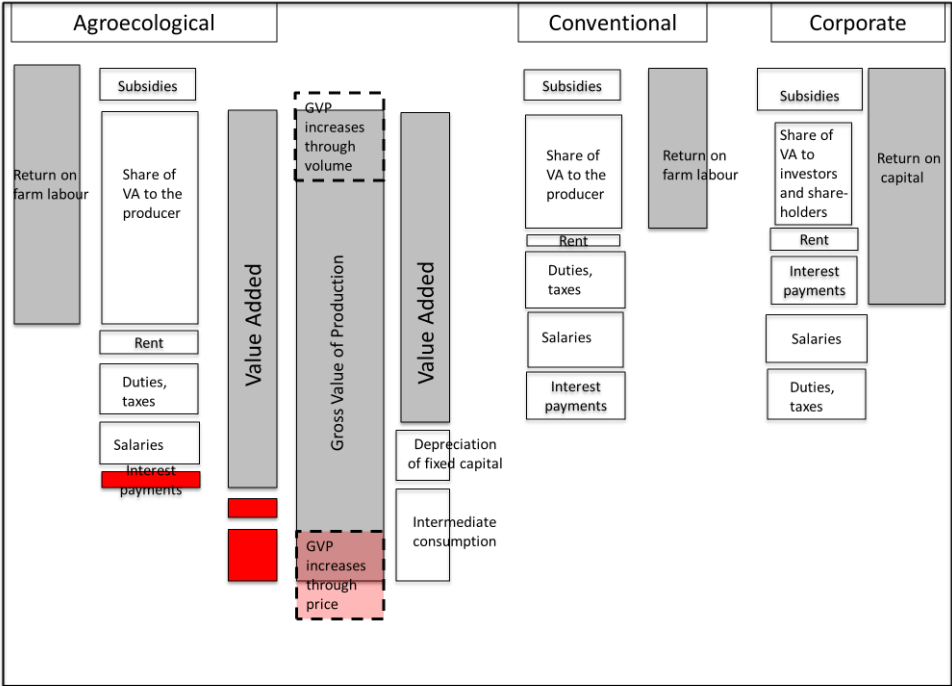 Agroecological
Conventional
Corporate
Return on
farm labour
Subsidies
Share of
VA to the
producer
Rent
Duties,
taxes
Salaries
Interest
payments
Value Added
GVP
increases
through
volume
Gross Value of Production
GVP
increases
through
price
Value Added
Depreciation
of fixed capital
Intermediate
consumption
Subsidies
Share of
VA to the
producer
Rent
Duties,
taxes
Salaries
Interest
payments
Return on
farm labour
Subsidies
Share of
VA to
investors
and share-
holders
Rent
Interest
payments
Salaries
Duties,
taxes
Return on
capital